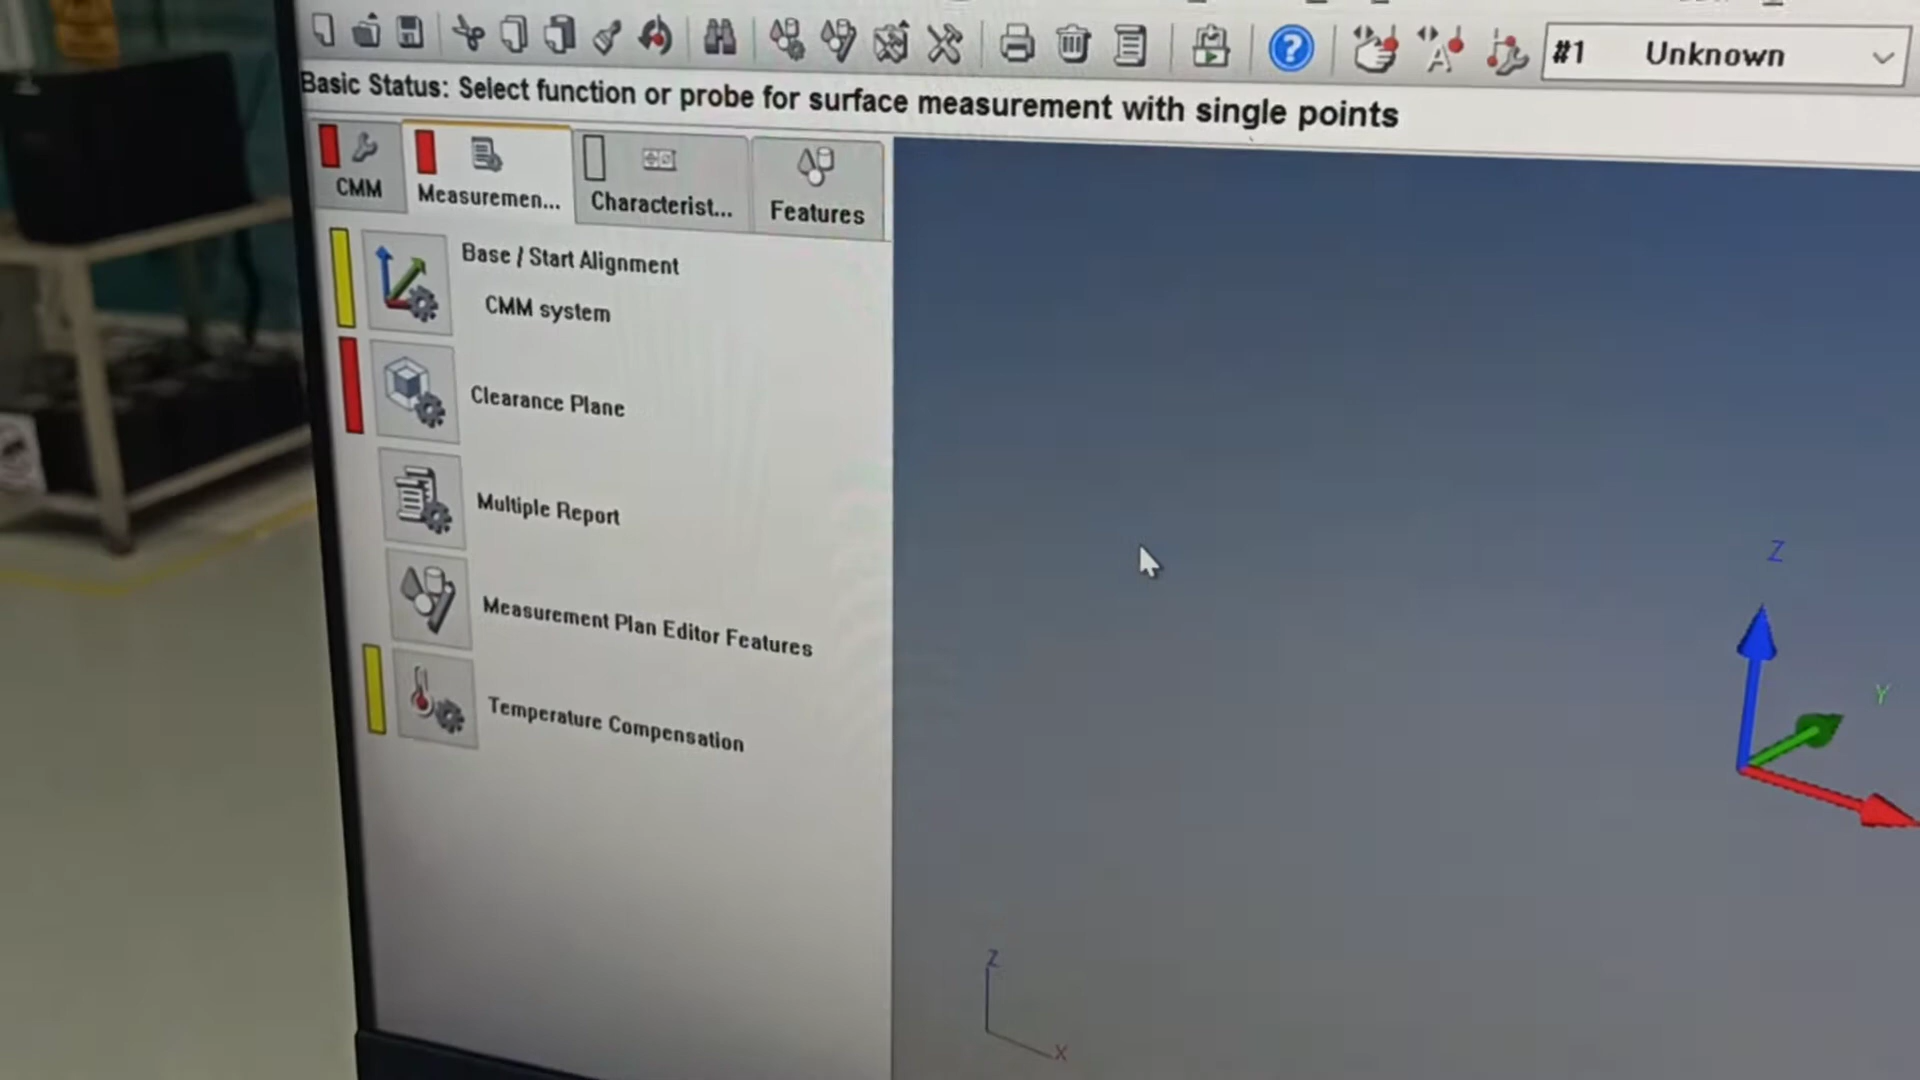 #1 Unknown
Basic Status: Select function or probe for surface measurement with single points
CMM
Measuremen...
Characterist...
Features
Base / Start Alignment
CMM system
Clearance Plane
Multiple Report
Measurement Plan Editor Features
Temperature Compensation
Z
Y
Z
X